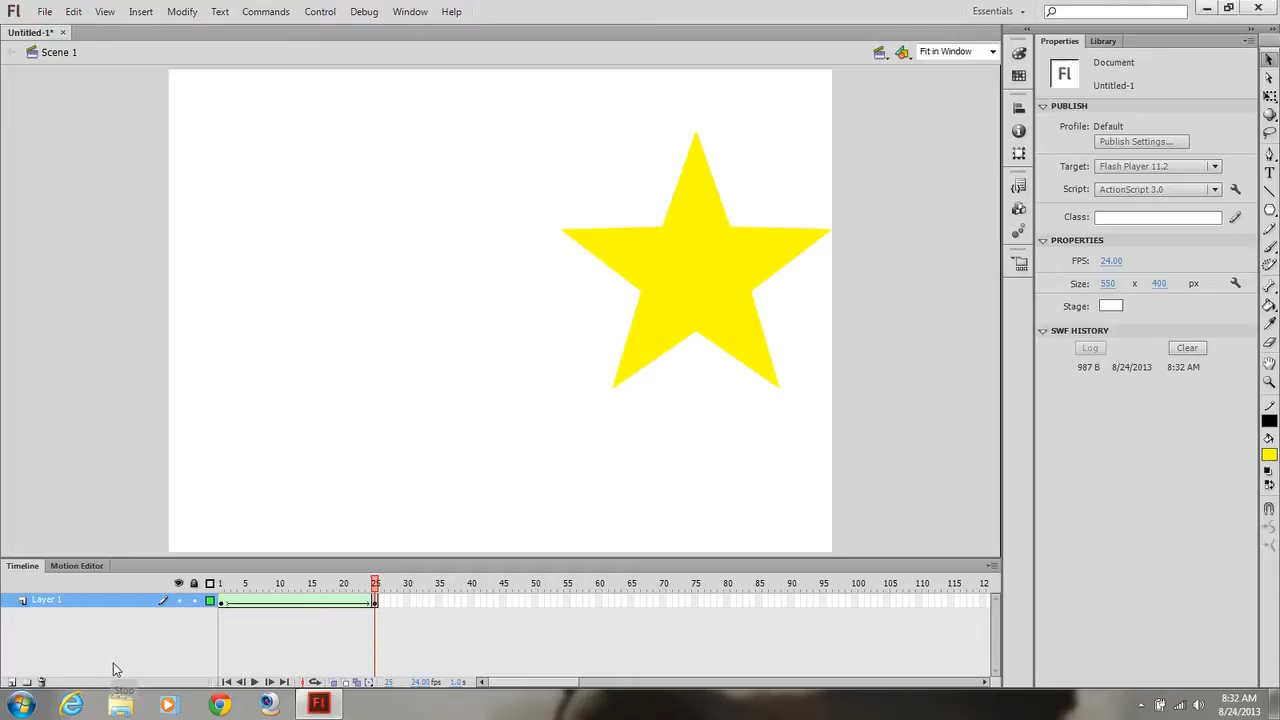 Fl File Edit View Insert Modify Text Commands Control Debug Window Help Essentials
Untitled-1*
Scene 1 Fit in Window
Properties Library
Fl Document
Untitled-1
PUBLISH
Profile: Default
Publish Settings...
Target: Flash Player 11.2
Script: ActionScript 3.0
Class:
PROPERTIES
FPS: 24.00
Size: 550 x 400 px
Stage:
SWF HISTORY
Log Clear
987 B 8/24/2013 8:32 AM
Timeline Motion Editor
1 5 10 15 20 25 30 35 40 45 50 55 60 65 70 75 80 85 90 95 100 105 110 115 12
Layer 1
25 24.00 fps 1.0 s
Stop
Fl
8:32 AM
8/24/2013